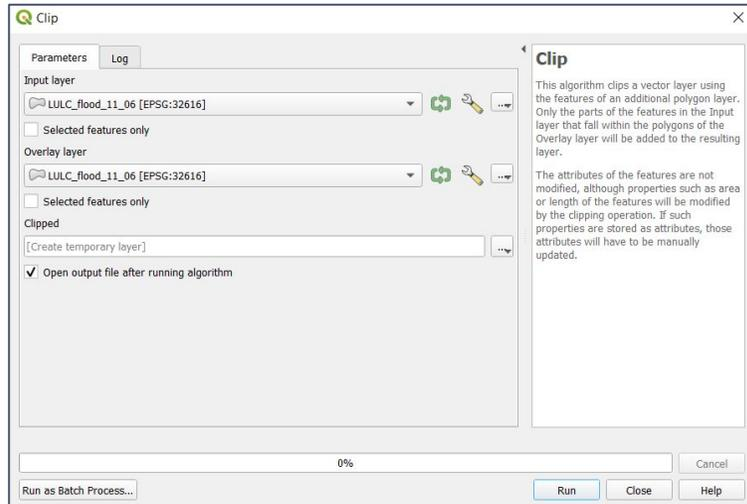 Clip
Parameters
Log
Input layer
LULC_flood_11_06 [EPSG:32616]
...
Selected features only
Overlay layer
LULC_flood_11_06 [EPSG:32616]
...
Selected features only
Clipped
[Create temporary layer]
...
Open output file after running algorithm
Clip
This algorithm clips a vector layer using
the features of an additional polygon layer.
Only the parts of the features in the Input
layer that fall within the polygons of the
Overlay layer will be added to the resulting
layer.
The attributes of the features are not
modified, although properties such as area
or length of the features will be modified
by the clipping operation. If such
properties are stored as attributes, those
attributes will have to be manually
updated.
0%
Cancel
Run as Batch Process...
Run
Close
Help